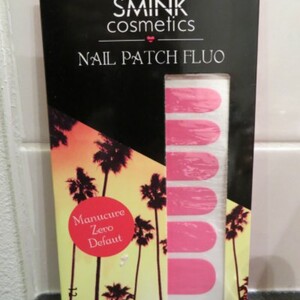 SMINK
cosmetics
NAIL PATCH FLUO
Manucure
Zero
Defaut